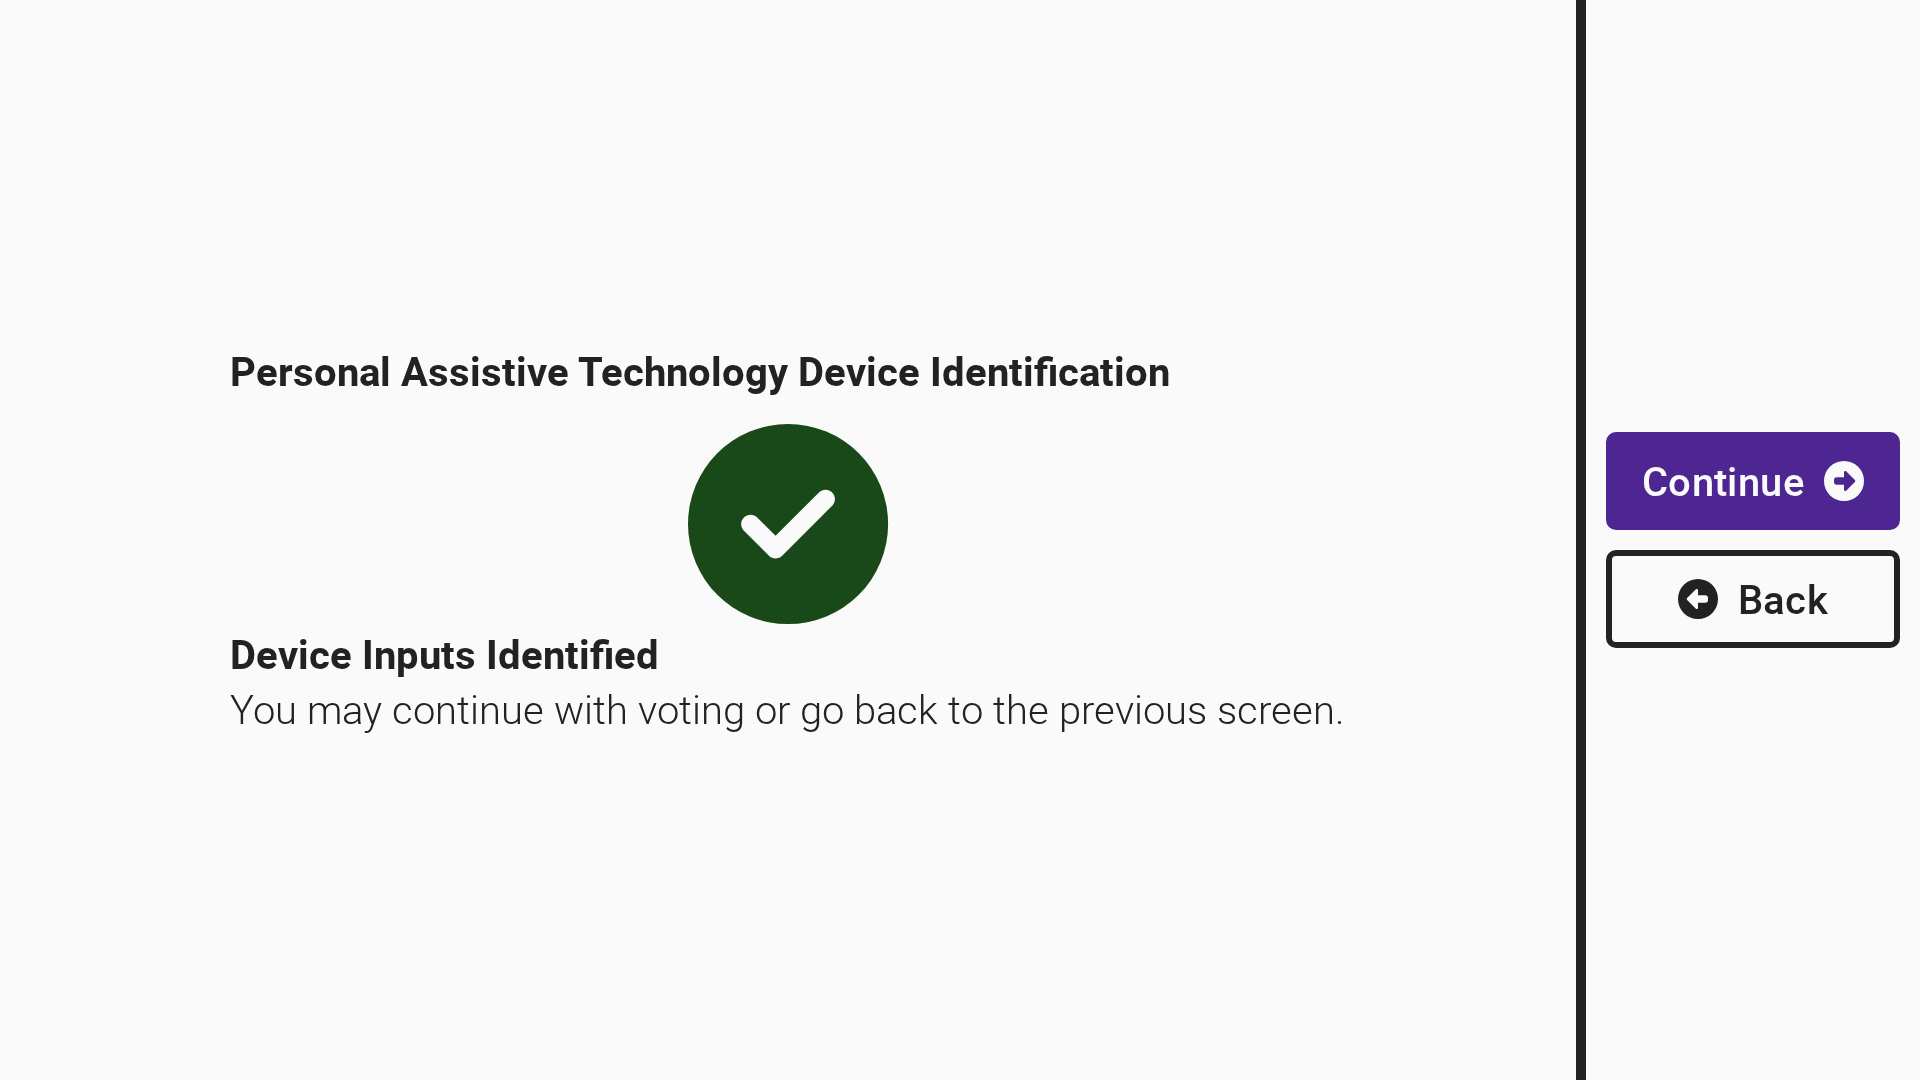 Personal Assistive Technology Device Identification
Device Inputs Identified
You may continue with voting or go back to the previous screen.
Continue
Back